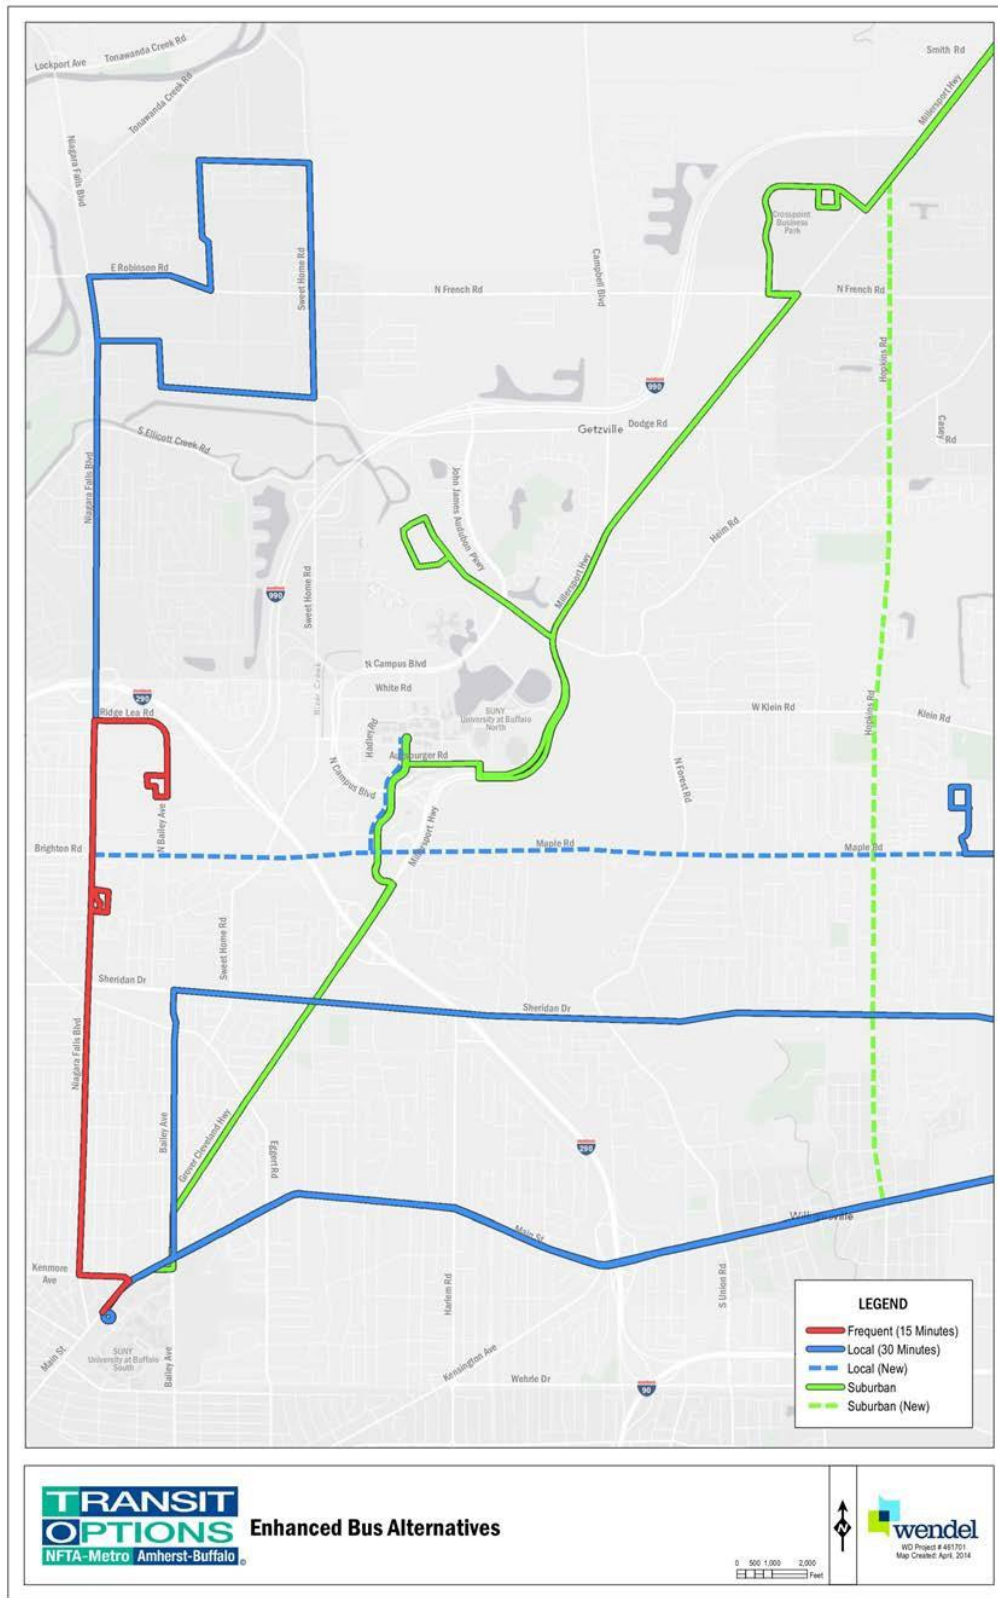 Smith Rd
Tonawanda Creek Rd
Lockport Ave
Millersport Hwy
Tonawanda Creek Rd
Niagara Falls Blvd
Crosspoint
Business
Park
Sweet Home Rd
Campbell Blvd
E Robinson Rd
N French Rd
N French Rd
Hopkins Rd
990
Casey
Rd
Getzville
Dodge Rd
S Ellicott Creek Rd
Niagara Falls Blvd
John James Audubon Pkwy
Heim Rd
Millersport Hwy
990
Sweet Home Rd
N Campus Blvd
White Rd
290
Ridge Lea Rd
SUNY
University at Buffalo
North
W Klein Rd
Klein Rd
Hopkins Rd
Hadley Rd
N Campus Blvd
N Forest Rd
N Bailey Ave
Millersport Hwy
Brighton Rd
Maple Rd
Maple Rd
Sweet Home Rd
Sheridan Dr
Sheridan Dr
Niagara Falls Blvd
Bailey Ave
Grover Cleveland Hwy
Eggert Rd
290
Main St
Williamsville
Kenmore
Ave
Harlem Rd
S Union Rd
Main St
SUNY
University at Buffalo
South
Bailey Ave
Kensington Ave
Wehrle Dr
90
LEGEND
Frequent (15 Minutes)
Local (30 Minutes)
Local (New)
Suburban
Suburban (New)
TRANSIT
OPTIONS
NFTA-Metro Amherst-Buffalo
Enhanced Bus Alternatives
N
0 500 1,000 2,000
Feet
wendel
WD Project # 461701
Map Created: April, 2014